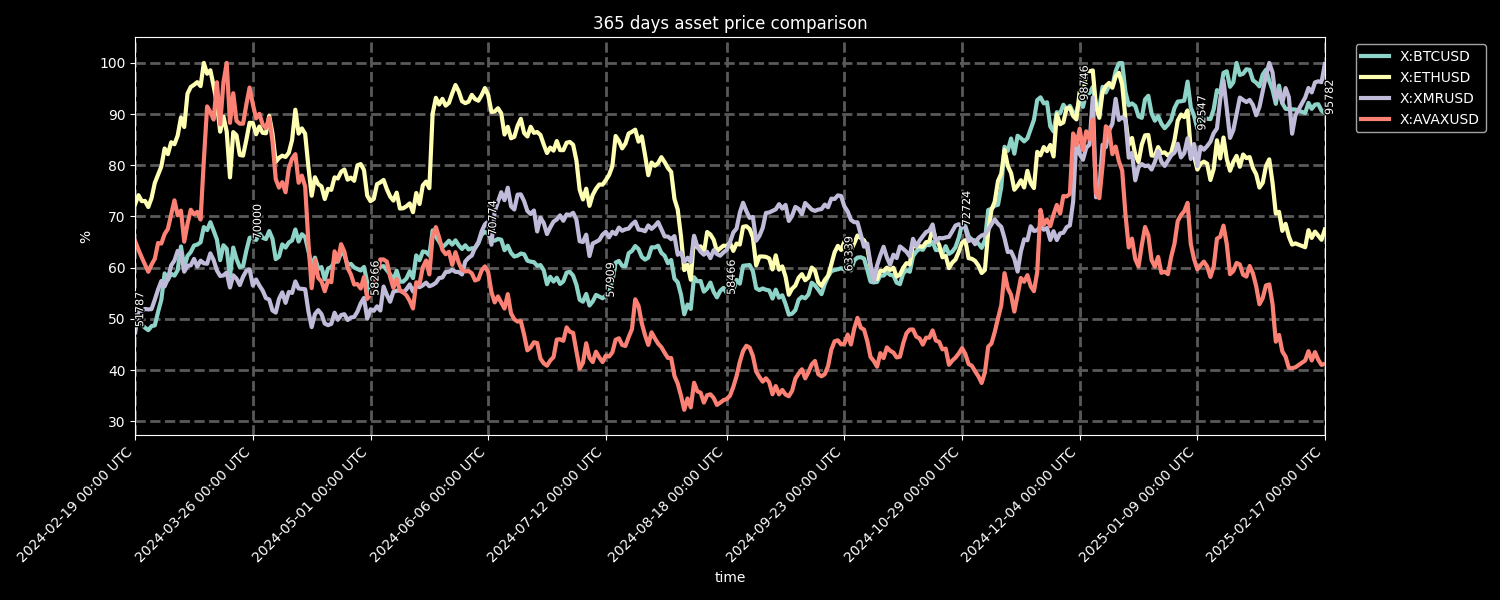 365 days asset price comparison
X:BTCUSD
X:ETHUSD
X:XMRUSD
X:AVAXUSD
%
100
90
80
70
60
50
40
30
51787
70000
58266
70774
57909
58466
63339
72724
98746
92547
95782
2024-02-19 00:00 UTC
2024-03-26 00:00 UTC
2024-05-01 00:00 UTC
2024-06-06 00:00 UTC
2024-07-12 00:00 UTC
2024-08-18 00:00 UTC
2024-09-23 00:00 UTC
2024-10-29 00:00 UTC
2024-12-04 00:00 UTC
2025-01-09 00:00 UTC
2025-02-17 00:00 UTC
time